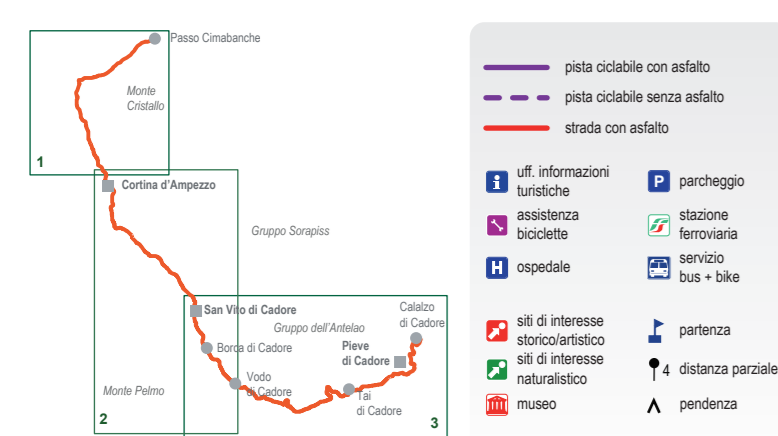 Passo Cimabanche
Monte
Cristallo
1
Cortina d'Ampezzo
Gruppo Sorapiss
San Vito di Cadore
Gruppo dell'Antelao
Calalzo
di Cadore
Borca di Cadore
Pieve
di Cadore
Vodo
di Cadore
Monte Pelmo
Tai
di Cadore
2
3
pista ciclabile con asfalto
pista ciclabile senza asfalto
strada con asfalto
i
uff. informazioni
turistiche
P
parcheggio
assistenza
biciclette
stazione
ferroviaria
H
ospedale
servizio
bus + bike
siti di interesse
storico/artistico
partenza
siti di interesse
naturalistico
4
distanza parziale
museo
pendenza